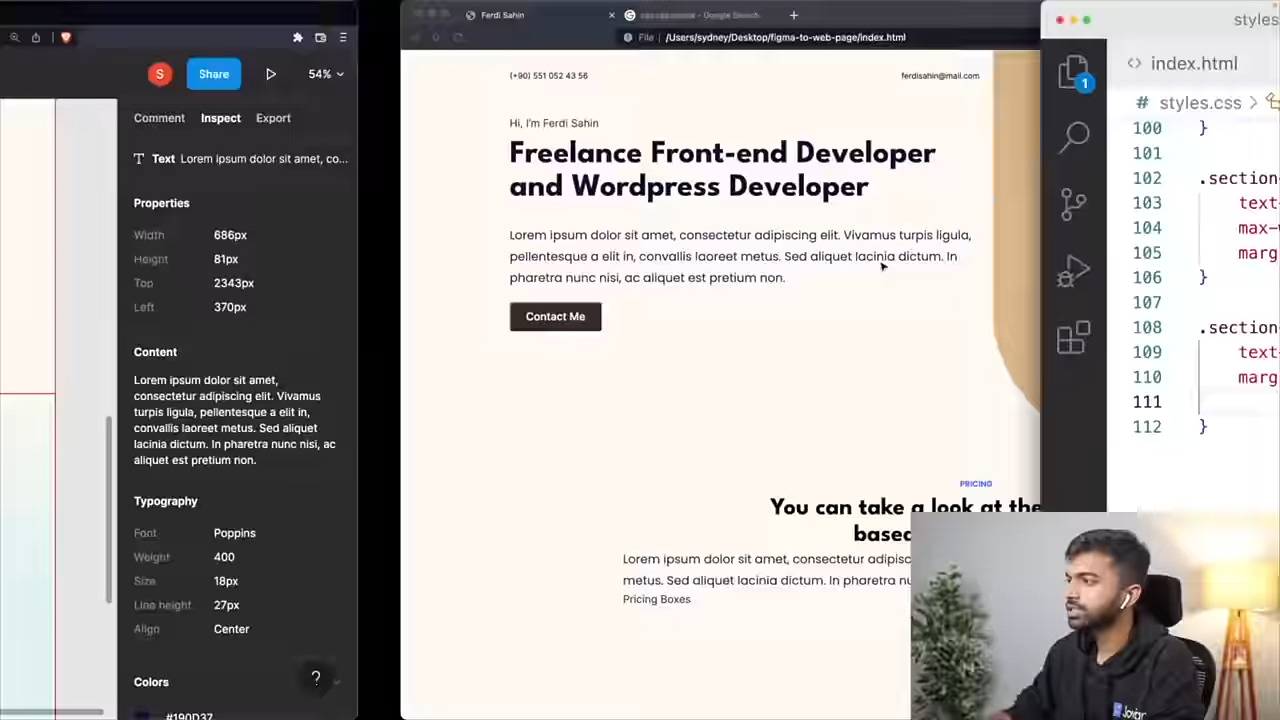 Ferdi Sahin
- Google Search
styles
File
/Users/sydney/Desktop/figma-to-web-page/index.html
S
Share
54%
1
index.html
(+90) 551 052 43 56
ferdisahin@mail.com
# styles.css
Comment
Inspect
Export
Hi, I'm Ferdi Sahin
Freelance Front-end Developer
and Wordpress Developer
Text
Lorem ipsum dolor sit amet, co...
Properties
Width
686px
Height
81px
Top
2343px
Left
370px
Lorem ipsum dolor sit amet, consectetur adipiscing elit. Vivamus turpis ligula,
pellentesque a elit in, convallis laoreet metus. Sed aliquet lacinia dictum. In
pharetra nunc nisi, ac aliquet est pretium non.
Contact Me
Content
Lorem ipsum dolor sit amet,
consectetur adipiscing elit. Vivamus
turpis ligula, pellentesque a elit in,
convallis laoreet metus. Sed aliquet
lacinia dictum. In pharetra nunc nisi, ac
aliquet est pretium non.
Typography
Font
Poppins
Weight
400
Size
18px
Line height
27px
Align
Center
Colors
#190D37
?
PRICING
You can take a look at the
based
Lorem ipsum dolor sit amet, consectetur adipisc
metus. Sed aliquet lacinia dictum. In pharetra nu
Pricing Boxes
100 }
101
102 .section
103 text-
104 max-w
105 marg
106 }
107
108 .section
109 text
110 marg
111
112 }
Jovian